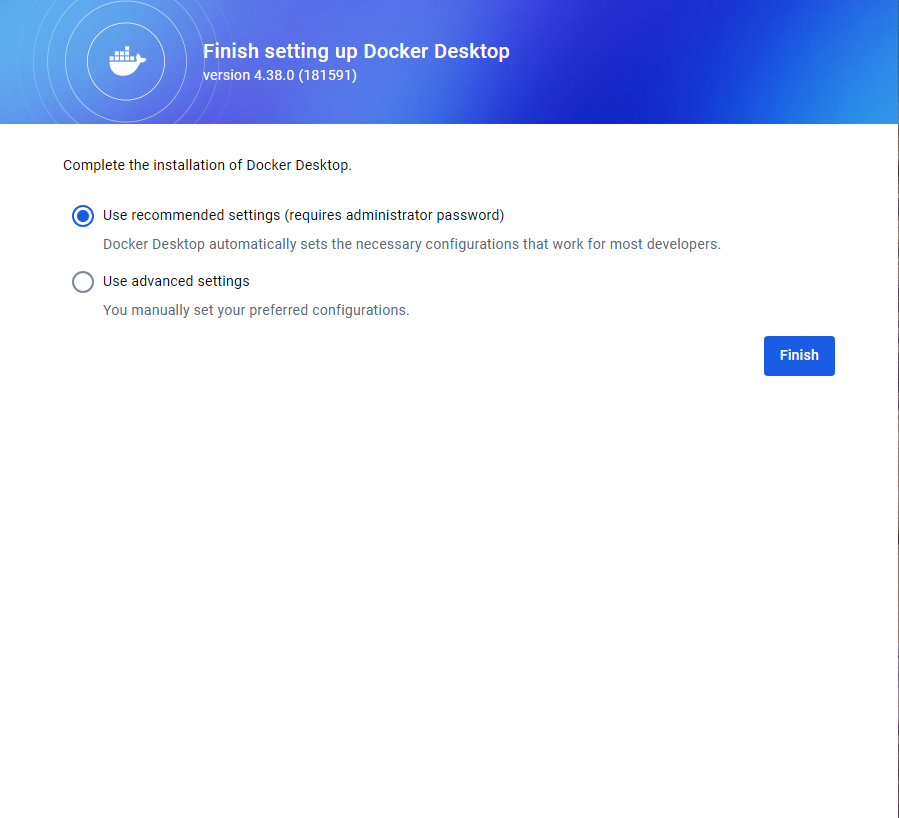 Finish setting up Docker Desktop
version 4.38.0 (181591)
Complete the installation of Docker Desktop.
Use recommended settings (requires administrator password)
Docker Desktop automatically sets the necessary configurations that work for most developers.
Use advanced settings
You manually set your preferred configurations.
Finish